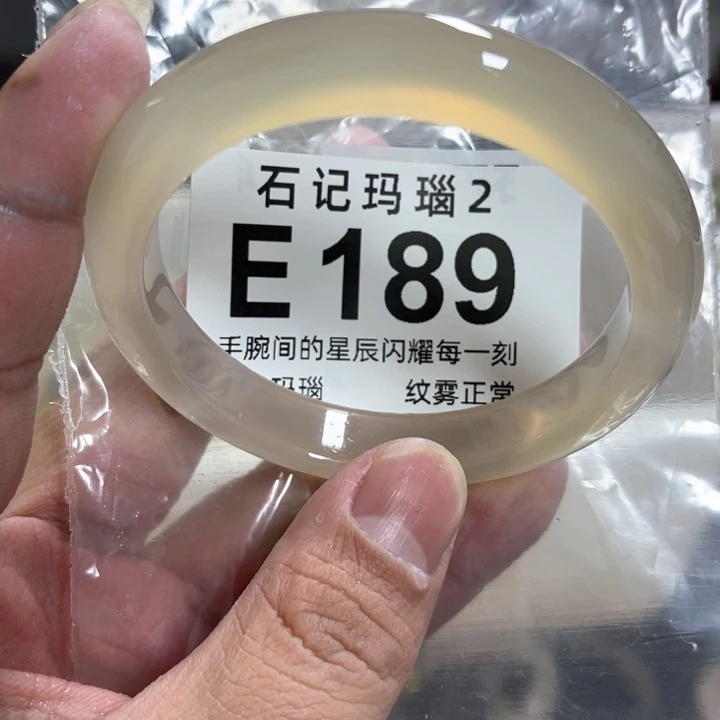 石记玛瑙2
E189
手腕间的星辰闪耀每一刻
玛瑙 纹雾正常